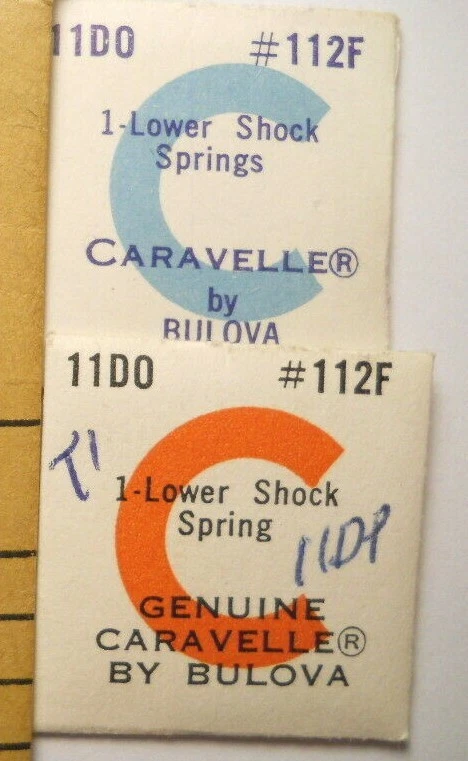 11DO #112F
1-Lower Shock
Springs
CARAVELLE®
by
BULOVA
11DO #112F
T'
1-Lower Shock
Spring
11DP
GENUINE
CARAVELLE®
BY BULOVA